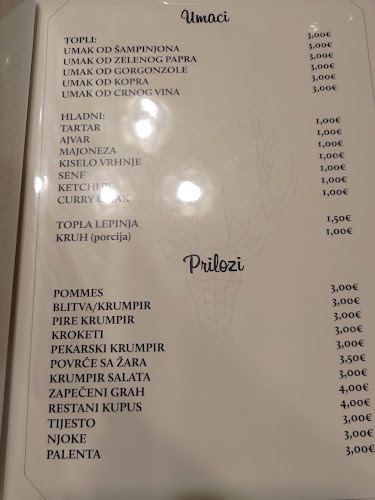 Umaci
TOPLI: 3,00€
UMAK OD ŠAMPINJONA 3,00€
UMAK OD ZELENOG PAPRA 3,00€
UMAK OD GORGONZOLE 3,00€
UMAK OD KOPRA 3,00€
UMAK OD CRNOG VINA
HLADNI:
TARTAR 1,00€
AJVAR 1,00€
MAJONEZA 1,00€
KISELO VRHNJE 1,00€
SENF 1,00€
KETCHUP 1,00€
CURRY UMAK 1,00€
TOPLA LEPINJA 1,50€
KRUH (porcija) 1,00€
Prilozi
POMMES 3,00€
BLITVA/KRUMPIR 3,00€
PIRE KRUMPIR 3,00€
KROKETI 3,00€
PEKARSKI KRUMPIR 3,00€
POVRĆE SA ŽARA 3,50€
KRUMPIR SALATA 3,00€
ZAPEČENI GRAH 4,00€
RESTANI KUPUS 4,00€
TIJESTO 3,00€
NJOKE 3,00€
PALENTA 3,00€